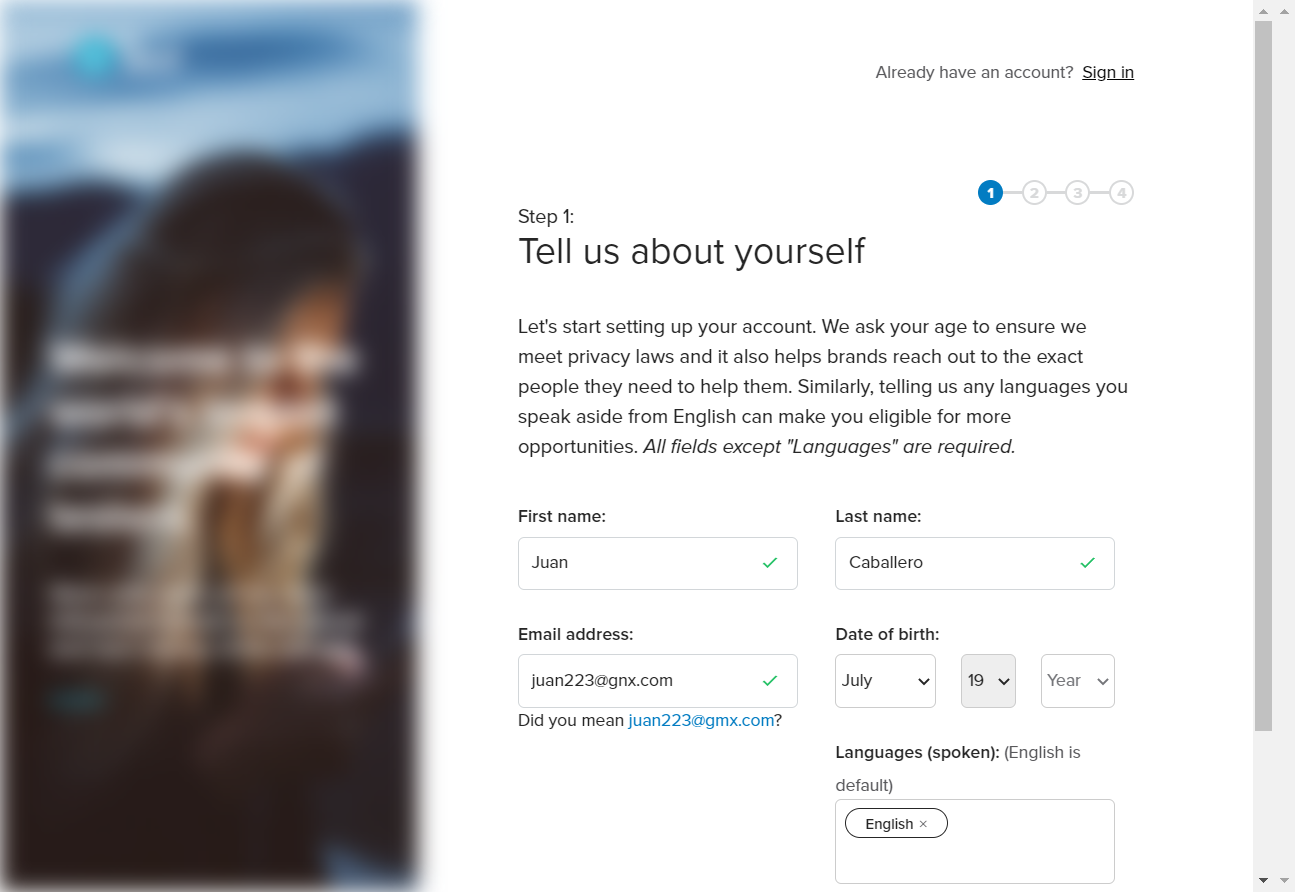 Already have an account? Sign in
1 2 3 4
Step 1:
Tell us about yourself
Let's start setting up your account. We ask your age to ensure we
meet privacy laws and it also helps brands reach out to the exact
people they need to help them. Similarly, telling us any languages you
speak aside from English can make you eligible for more
opportunities. All fields except "Languages" are required.
First name: Last name:
Juan Caballero
Email address: Date of birth:
juan223@gnx.com July 19 Year
Did you mean juan223@gmx.com?
Languages (spoken): (English is
default)
English ×